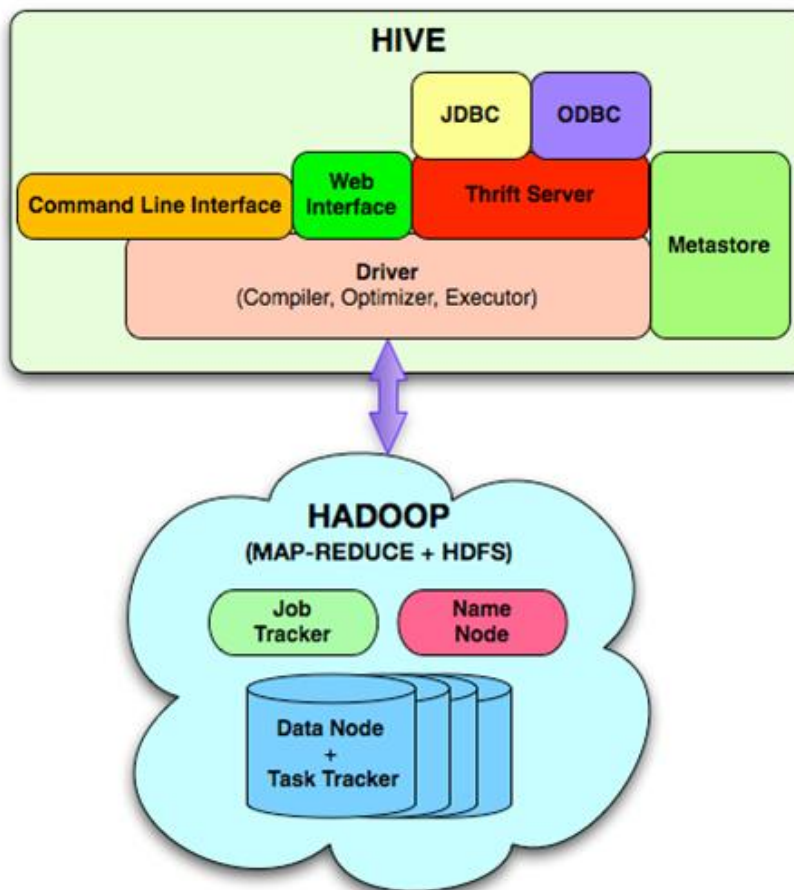 HIVE
JDBC
ODBC
Command Line Interface
Web
Interface
Thrift Server
Metastore
Driver
(Compiler, Optimizer, Executor)
HADOOP
(MAP-REDUCE + HDFS)
Job
Tracker
Name
Node
Data Node
+
Task Tracker